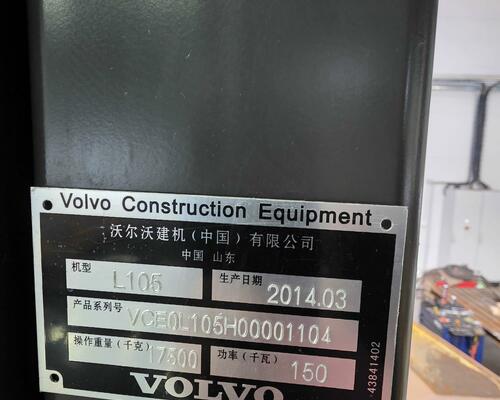 Volvo Construction Equipment
沃尔沃建机（中国）有限公司
中国 山东
机型 L105 生产日期 2014.03
产品系列号 VCE0L105H00001104
操作重量（千克） 17500 功率（千瓦） 150
VOLVO
43841402